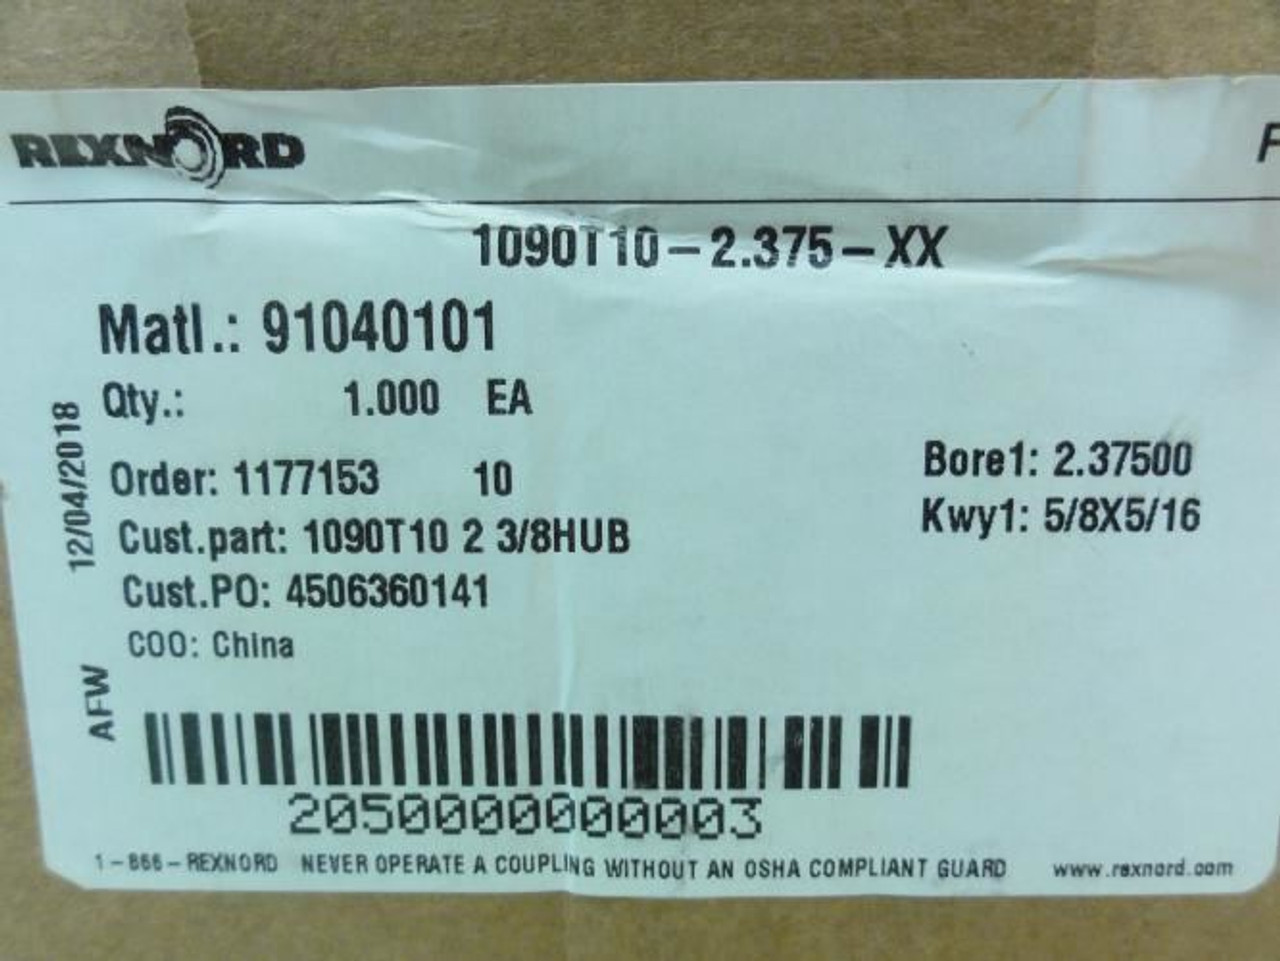 REXNORD
1090T10-2.375-XX
Matl.: 91040101
Qty.: 1.000 EA
Order: 1177153 10
Cust.part: 1090T10 2 3/8HUB
Cust.PO: 4506360141
COO: China
Bore1: 2.37500
Kwy1: 5/8X5/16
12/04/2018
AFW
2050000000003
1-866-REXNORD NEVER OPERATE A COUPLING WITHOUT AN OSHA COMPLIANT GUARD www.rexnord.com